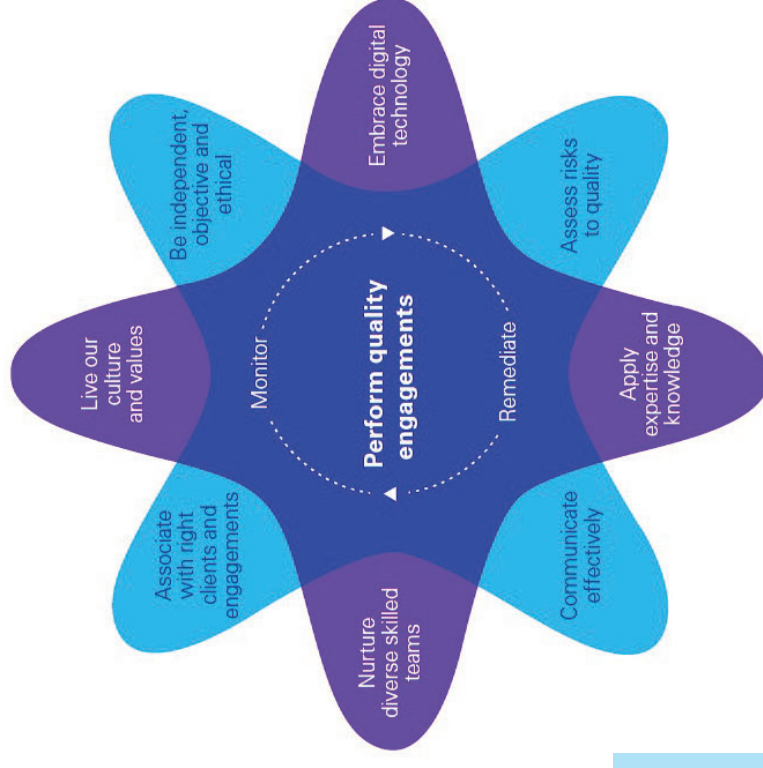 Live our
culture
and values
Be independent,
objective and
ethical
Embrace digital
technology
Assess risks
to quality
Apply
expertise and
knowledge
Communicate
effectively
Nurture
diverse skilled
teams
Associate
with right
clients and
engagements
Monitor
Perform quality
engagements
Remediate